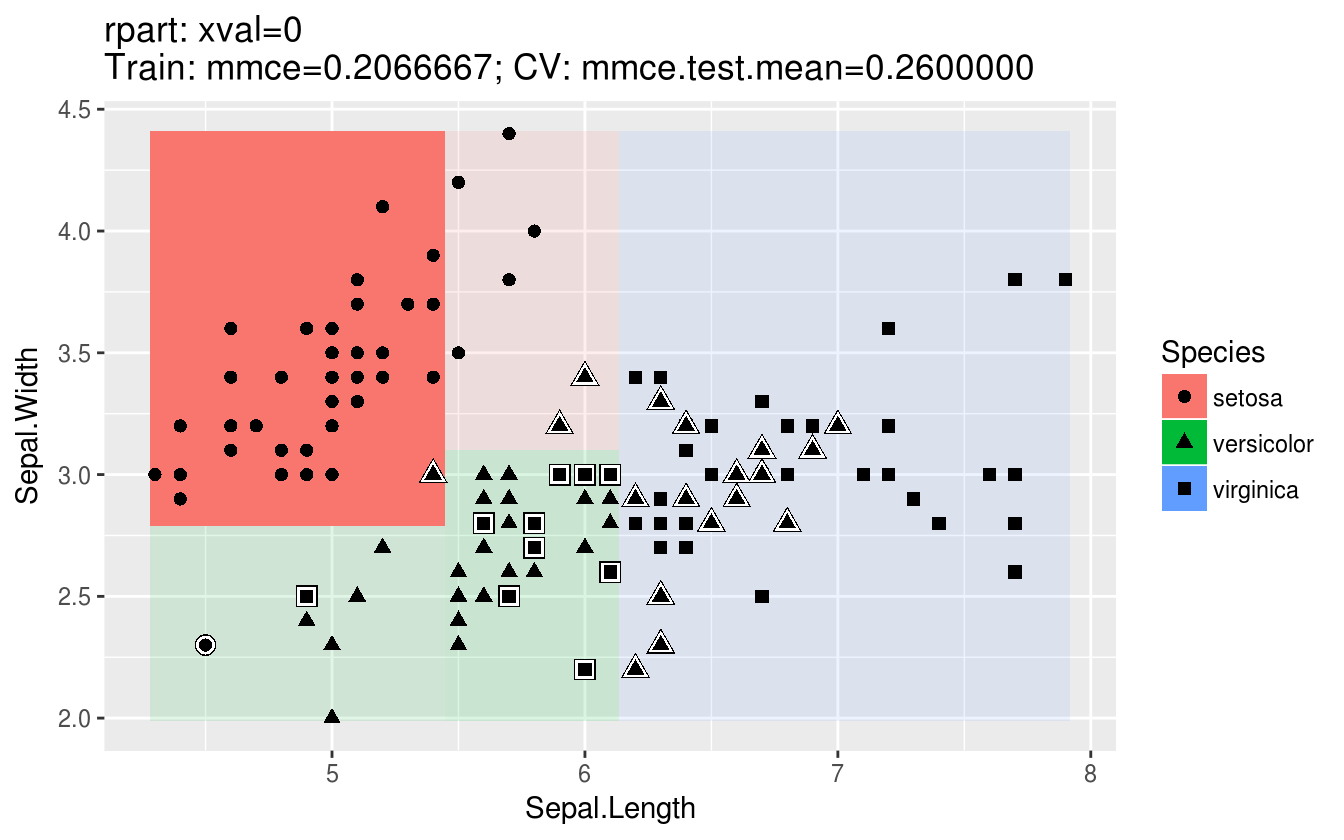 rpart: xval=0
Train: mmce=0.2066667; CV: mmce.test.mean=0.2600000
4.5
4.0
3.5
3.0
2.5
2.0
Sepal.Width
5
6
7
8
Sepal.Length
Species
setosa
versicolor
virginica